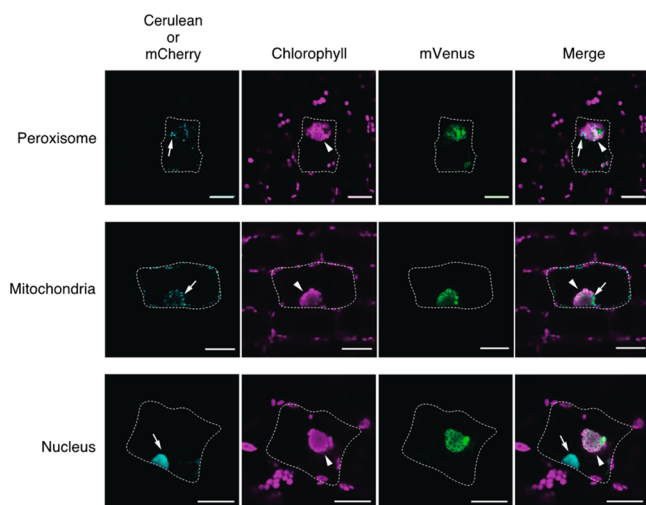 Cerulean
or
mCherry
Chlorophyll
mVenus
Merge
Peroxisome
Mitochondria
Nucleus